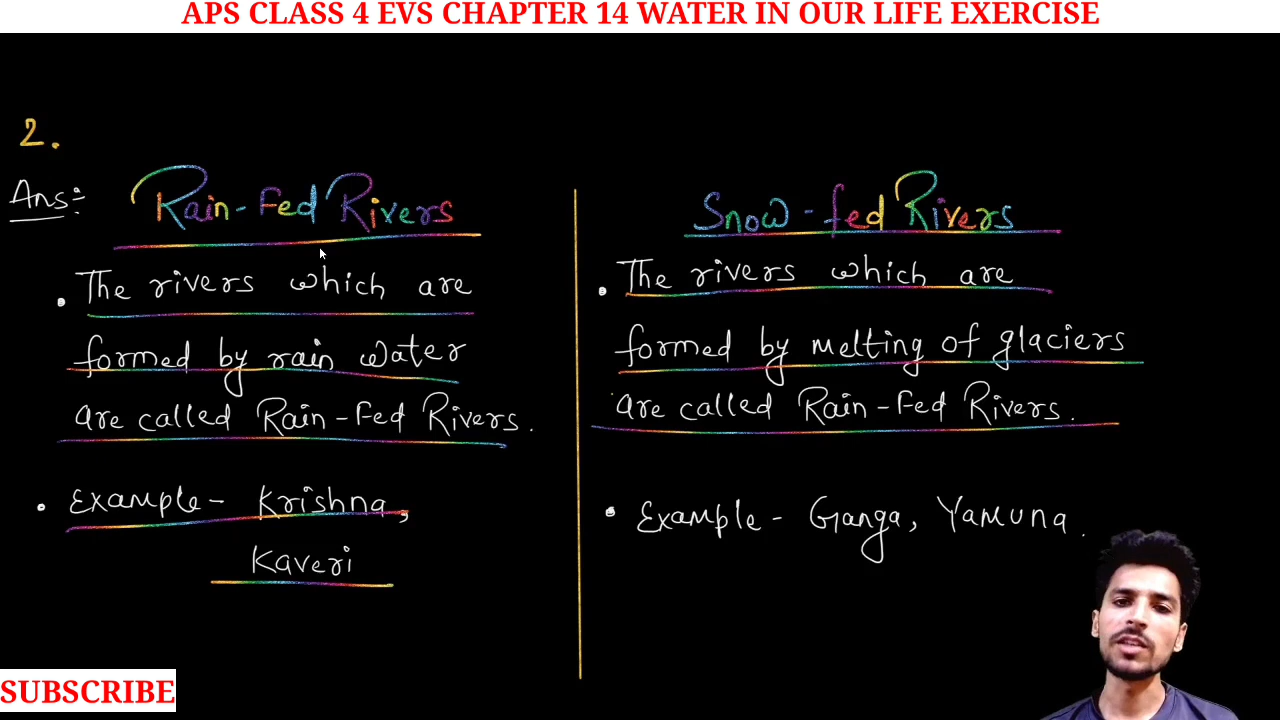 APS CLASS 4 EVS CHAPTER 14 WATER IN OUR LIFE EXERCISE
2.
Ans:
Rain-Fed Rivers
• The rivers which are
formed by rain water
are called Rain-Fed Rivers.
• Example- Krishna,
Kaveri
Snow-fed Rivers
• The rivers which are
formed by melting of glaciers
are called Rain-Fed Rivers.
• Example- Ganga, Yamuna.
SUBSCRIBE